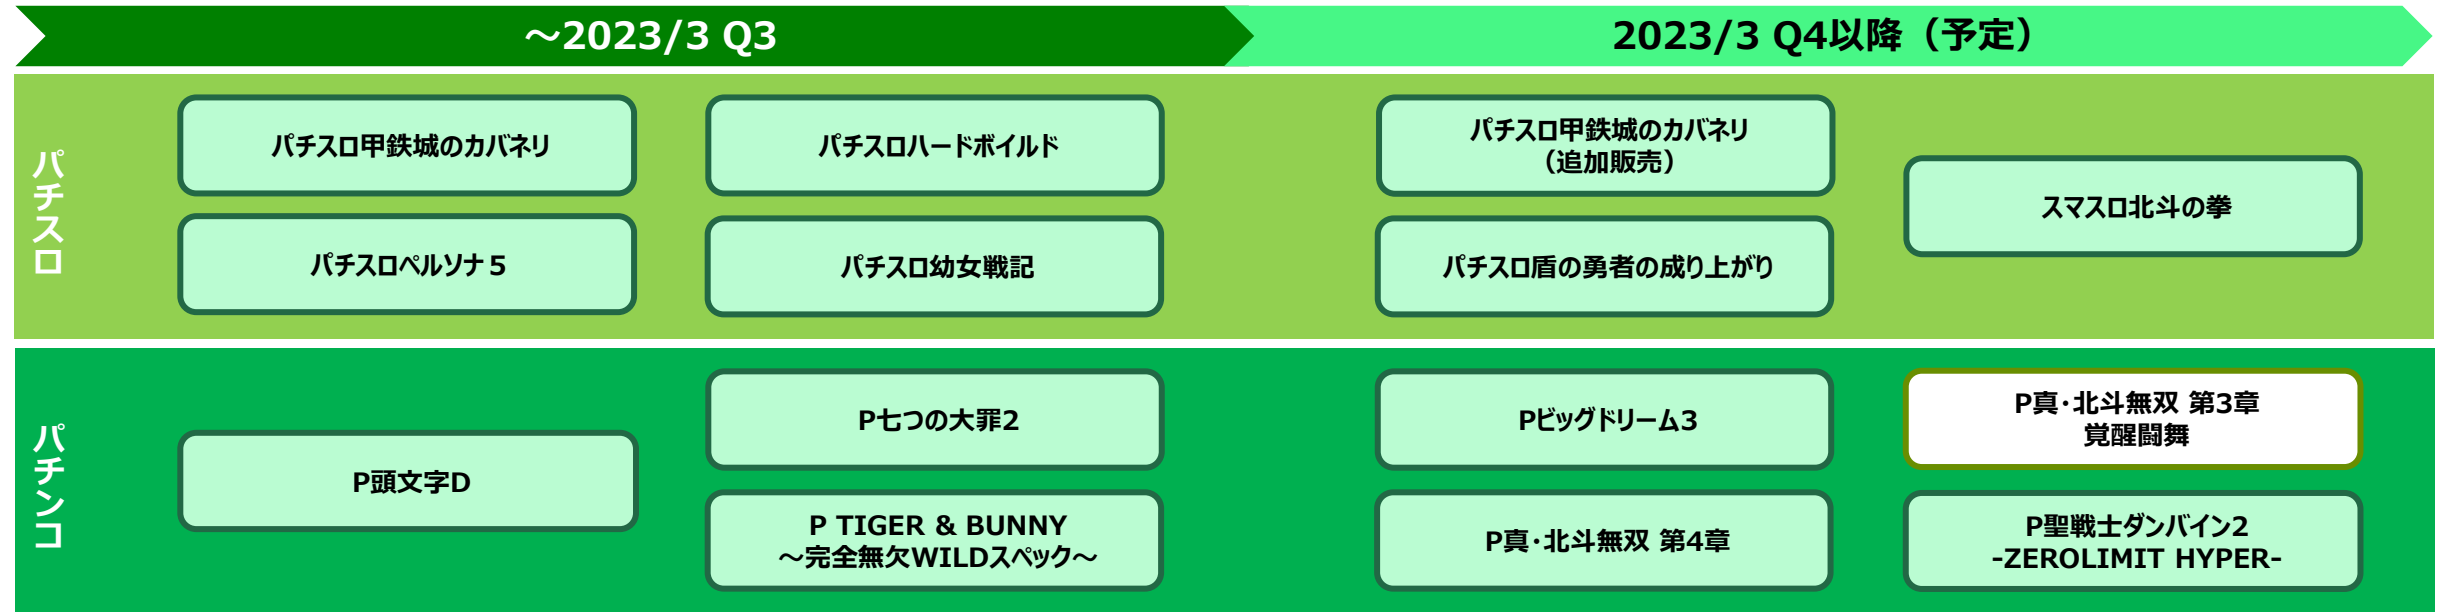 ～2023/3 Q3
2023/3 Q4以降（予定）
パチスロ
パチスロ甲鉄城のカバネリ
パチスロハードボイルド
パチスロペルソナ５
パチスロ幼女戦記
パチスロ甲鉄城のカバネリ
（追加販売）
パチスロ盾の勇者の成り上がり
スマスロ北斗の拳
パチンコ
P頭文字D
P七つの大罪2
P TIGER & BUNNY
～完全無欠WILDスペック～
Pビッグドリーム3
P真･北斗無双 第4章
P真･北斗無双 第3章
覚醒闘舞
P聖戦士ダンバイン2
-ZEROLIMIT HYPER-